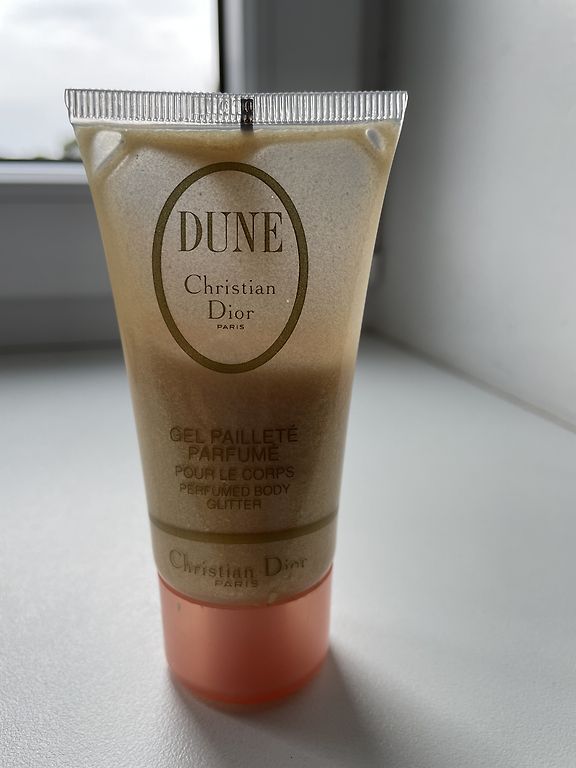 DUNE
Christian
Dior
PARIS
GEL PAILLETÉ
PARFUMÉ
POUR LE CORPS
PERFUMED BODY
GLITTER
Christian Dior
PARIS